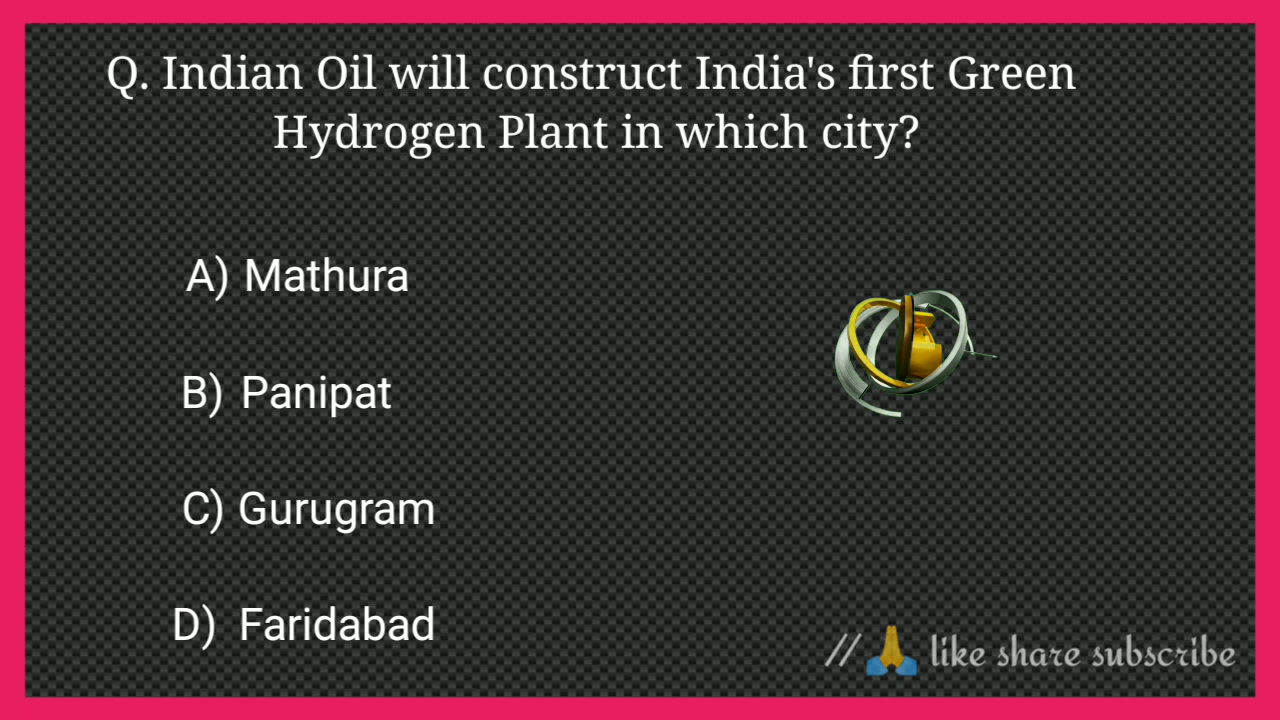 Q. Indian Oil will construct India's first Green
Hydrogen Plant in which city?
A) Mathura
B) Panipat
C) Gurugram
D) Faridabad
// 🙏 like share subscribe